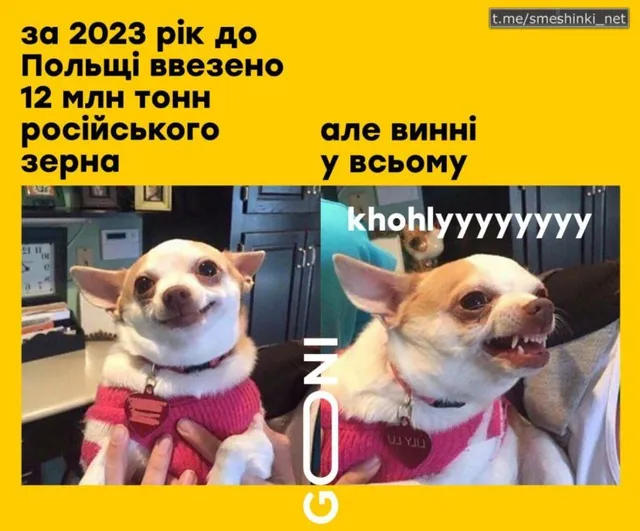 t.me/smeshinki_net
за 2023 рік до
Польщі ввезено
12 млн тонн
російського
зерна
але винні
у всьому
khohlyyyyyyyy
GONI